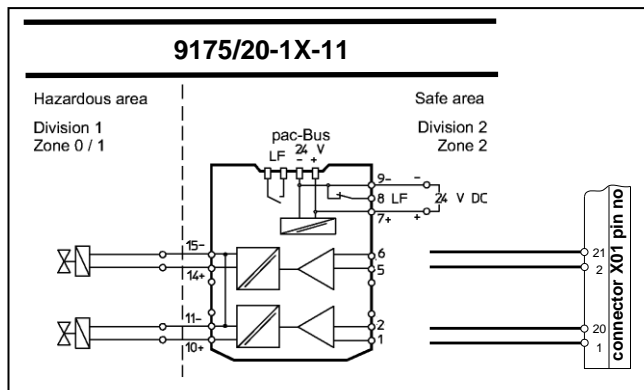 9175/20-1X-11
Hazardous area
Safe area
Division 1
Zone 0 / 1
Division 2
Zone 2
pac-Bus
LF 24 V
- +
9-
-
8 LF
24 V DC
7+
+
15-
6
14+
5
11-
2
10+
1
21
2
20
1
connector X01 pin no